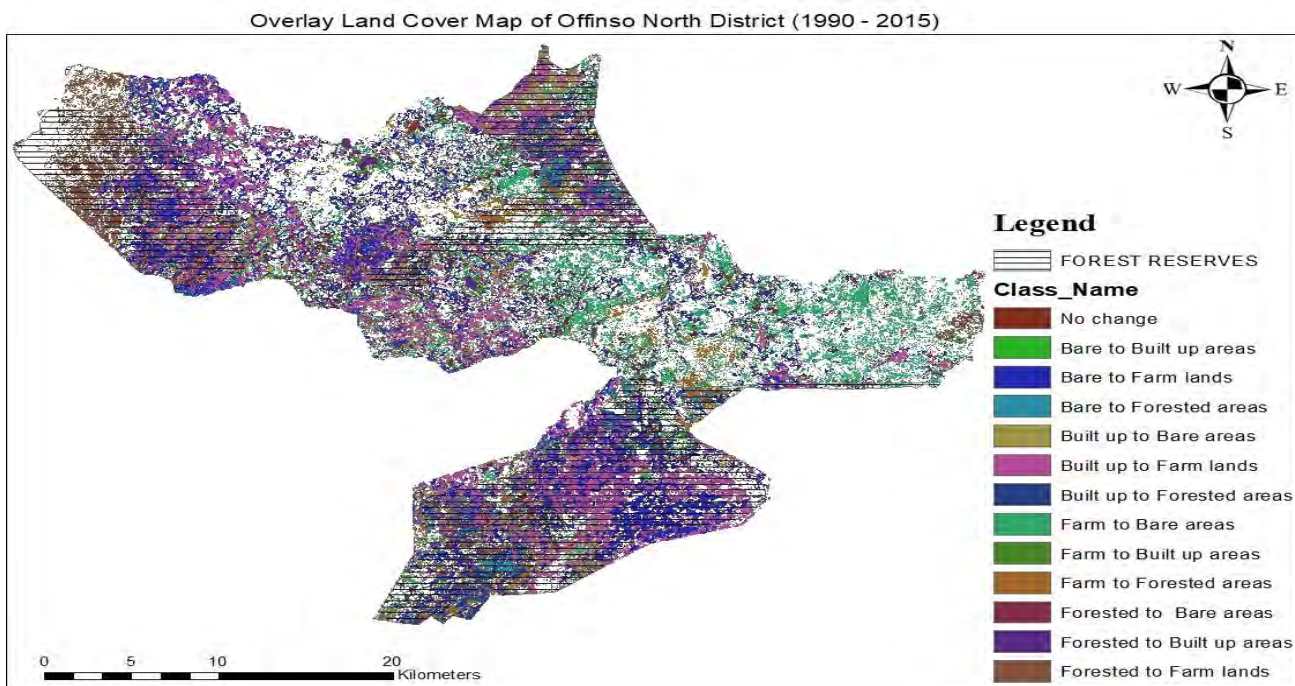 Overlay Land Cover Map of Offinso North District (1990 - 2015)
N
W E
S
Legend
FOREST RESERVES
Class_Name
No change
Bare to Built up areas
Bare to Farm lands
Bare to Forested areas
Built up to Bare areas
Built up to Farm lands
Built up to Forested areas
Farm to Bare areas
Farm to Built up areas
Farm to Forested areas
Forested to Bare areas
Forested to Built up areas
Forested to Farm lands
0 5 10 20
Kilometers